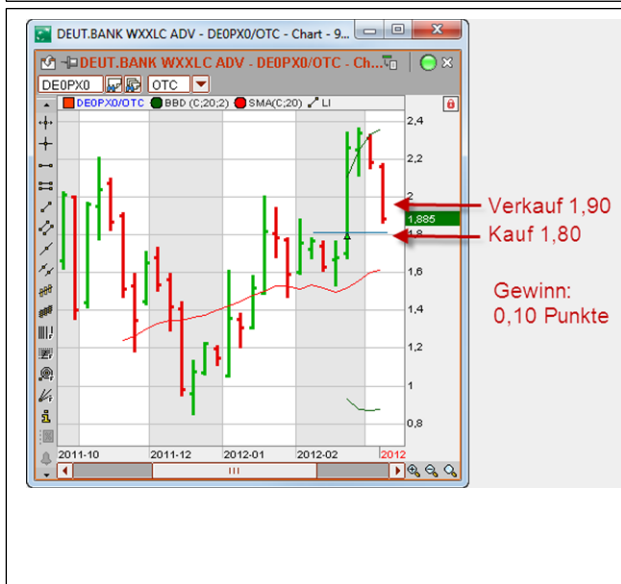 DEUT.BANK WXXLC ADV - DE0PX0/OTC - Chart - 9...
DEUT.BANK WXXLC ADV - DE0PX0/OTC - Ch...
DE0PX0 OTC
DE0PX0/OTC BBD (C;20;2) SMA(C;20) LI
2,4
2,2
2
1,885
1,8
1,6
1,4
1,2
1
0,8
2011-10 2011-12 2012-01 2012-02 2012
Verkauf 1,90
Kauf 1,80
Gewinn:
0,10 Punkte